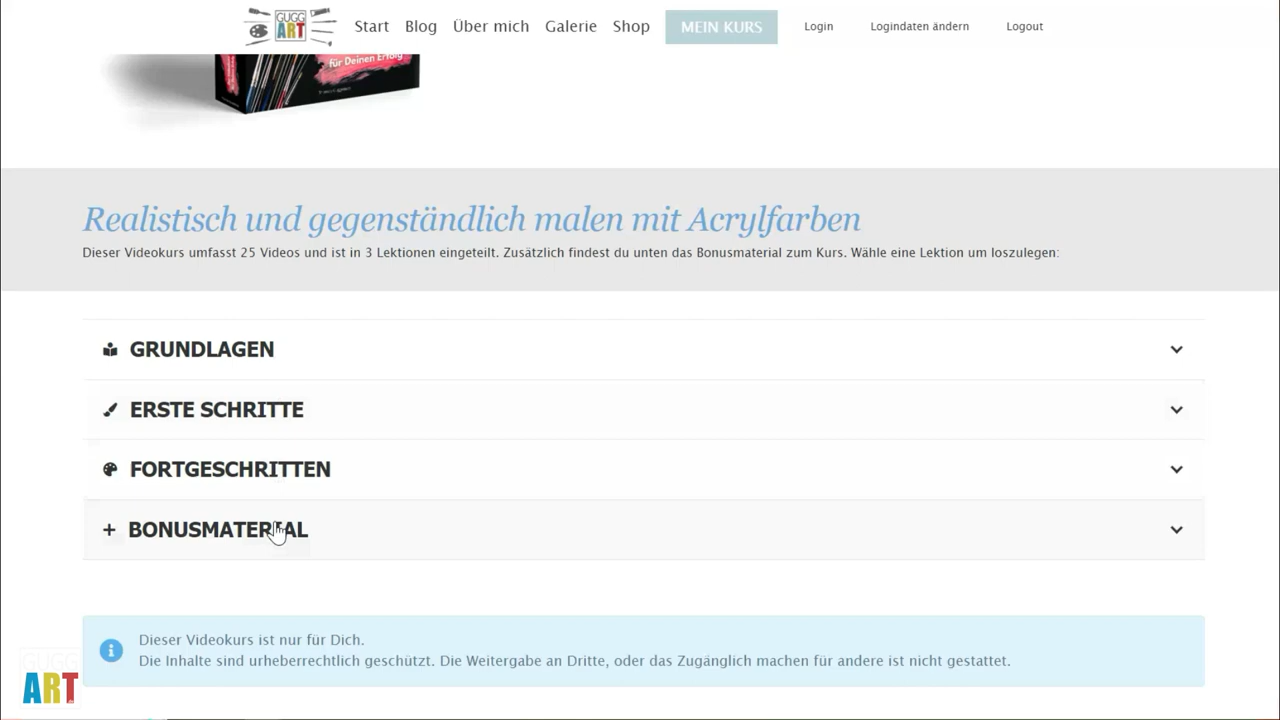 GUGG
ART
Start Blog Über mich Galerie Shop MEIN KURS Login Logindaten ändern Logout
für Deinen Erfolg
Realistisch und gegenständlich malen mit Acrylfarben
Dieser Videokurs umfasst 25 Videos und ist in 3 Lektionen eingeteilt. Zusätzlich findest du unten das Bonusmaterial zum Kurs. Wähle eine Lektion um loszulegen:
GRUNDLAGEN
ERSTE SCHRITTE
FORTGESCHRITTEN
BONUSMATERIAL
Dieser Videokurs ist nur für Dich.
Die Inhalte sind urheberrechtlich geschützt. Die Weitergabe an Dritte, oder das Zugänglich machen für andere ist nicht gestattet.
GUGG
ART